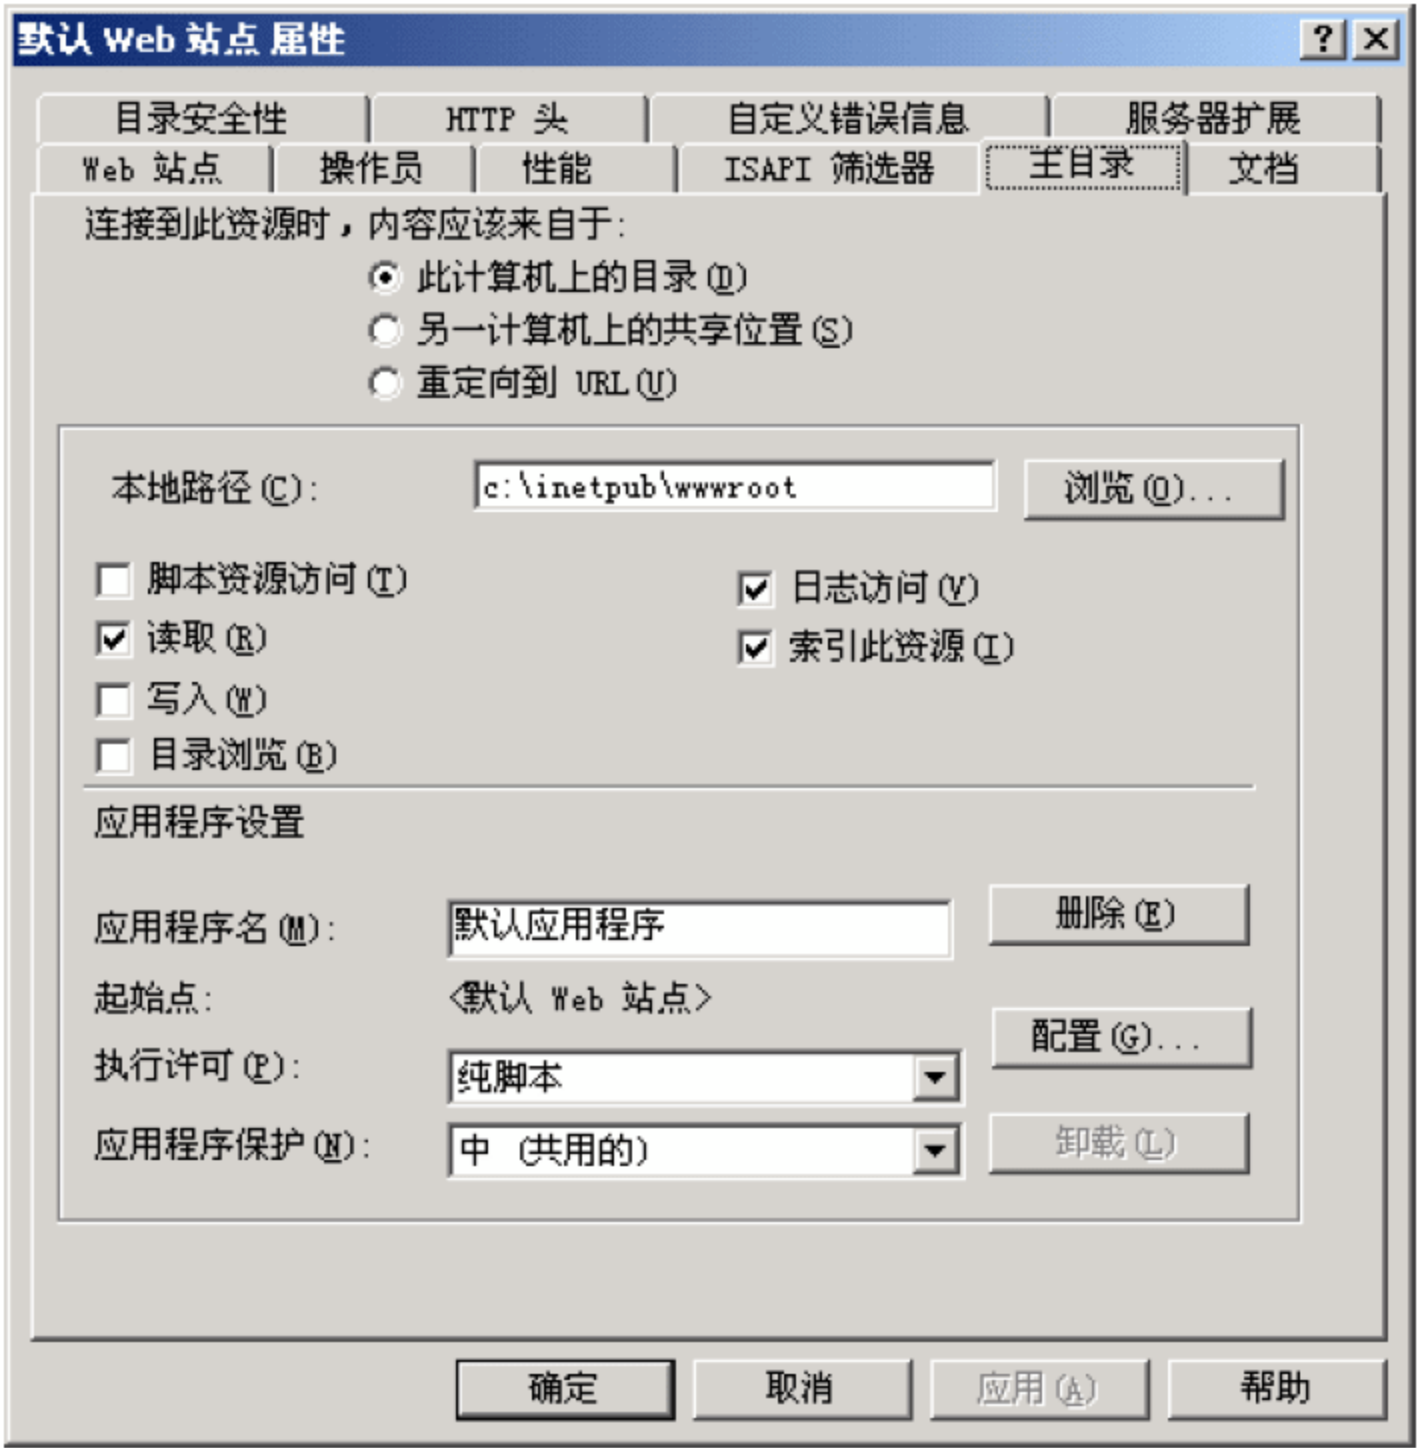 默认 Web 站点 属性
目录安全性 HTTP 头 自定义错误信息 服务器扩展
Web 站点 操作员 性能 ISAPI 筛选器 主目录 文档
连接到此资源时，内容应该来自于:
此计算机上的目录(D)
另一计算机上的共享位置(S)
重定向到 URL(U)
本地路径(C): c:\inetpub\wwwroot 浏览(O)...
脚本资源访问(T) 日志访问(V)
读取(R) 索引此资源(I)
写入(W)
目录浏览(B)
应用程序设置
应用程序名(M): 默认应用程序 删除(E)
起始点: <默认 Web 站点>
配置(G)...
执行许可(P): 纯脚本
应用程序保护(N): 中 (共用的) 卸载(L)
确定 取消 应用(A) 帮助